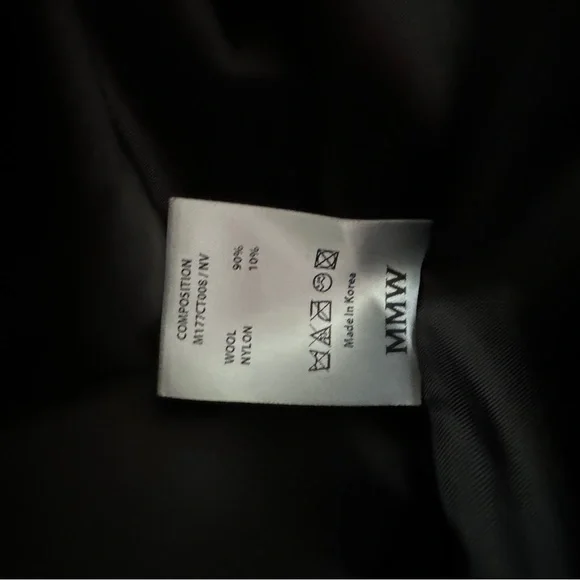 COMPOSITION
M177CT008 / NV
WOOL 90%
NYLON 10%
Made in Korea
MMW